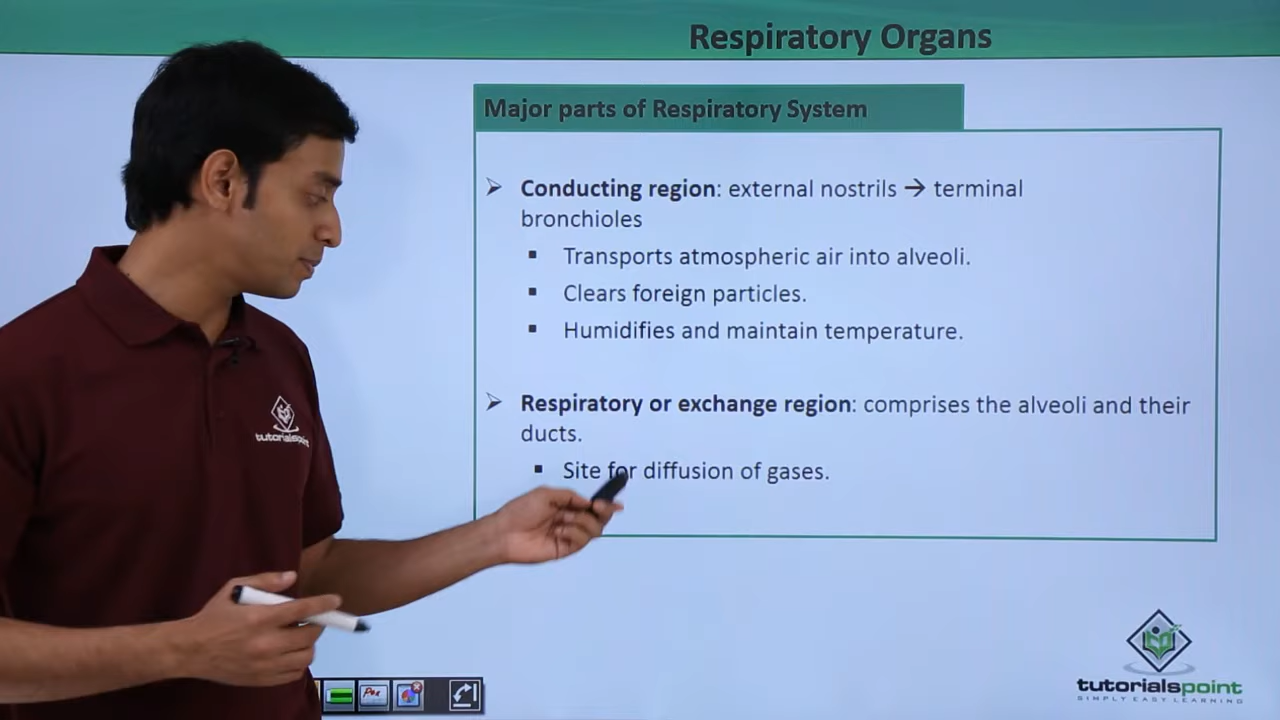 Respiratory Organs
Major parts of Respiratory System
➢ Conducting region: external nostrils → terminal
bronchioles
▪ Transports atmospheric air into alveoli.
▪ Clears foreign particles.
▪ Humidifies and maintain temperature.
➢ Respiratory or exchange region: comprises the alveoli and their
ducts.
▪ Site for diffusion of gases.
tutorialspoint
Pen
tutorialspoint
SIMPLY EASY LEARNING